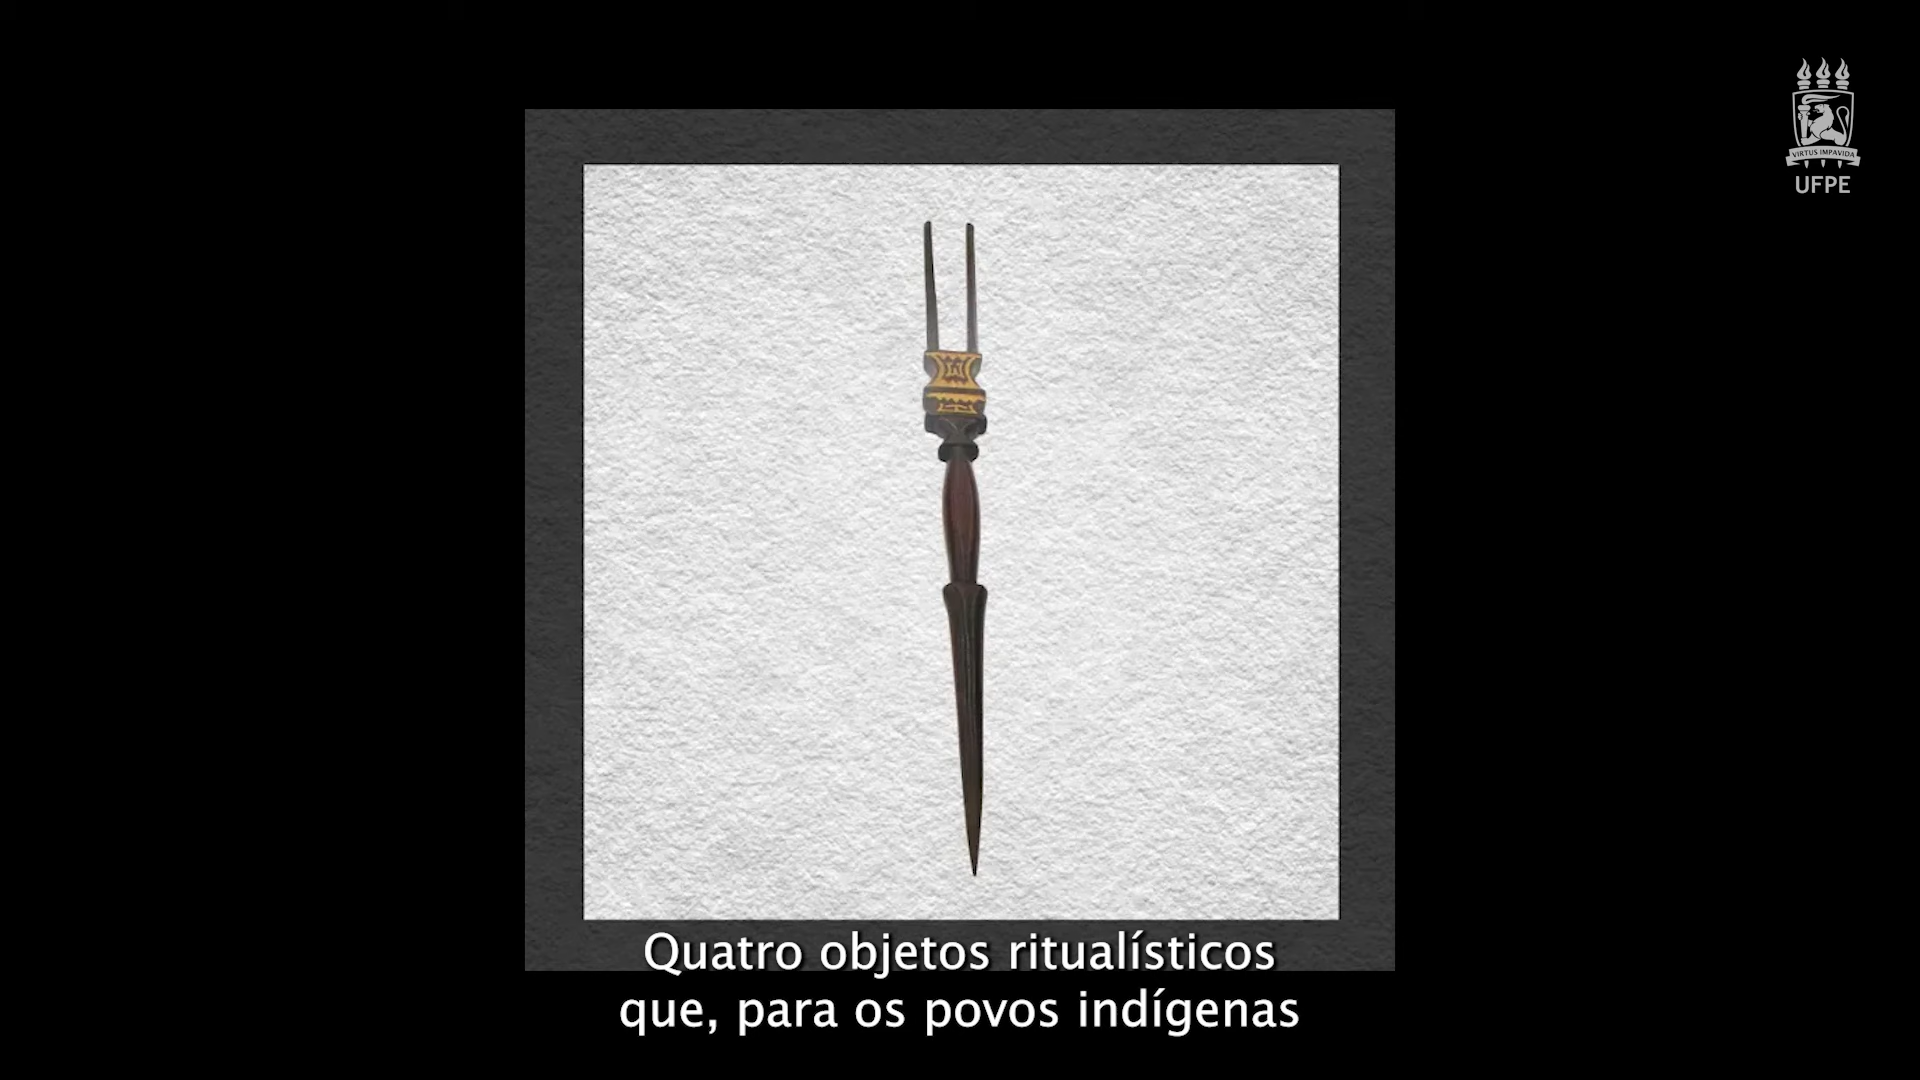 VIRTUS IMPAVIDA
UFPE
Quatro objetos ritualísticos
que, para os povos indígenas